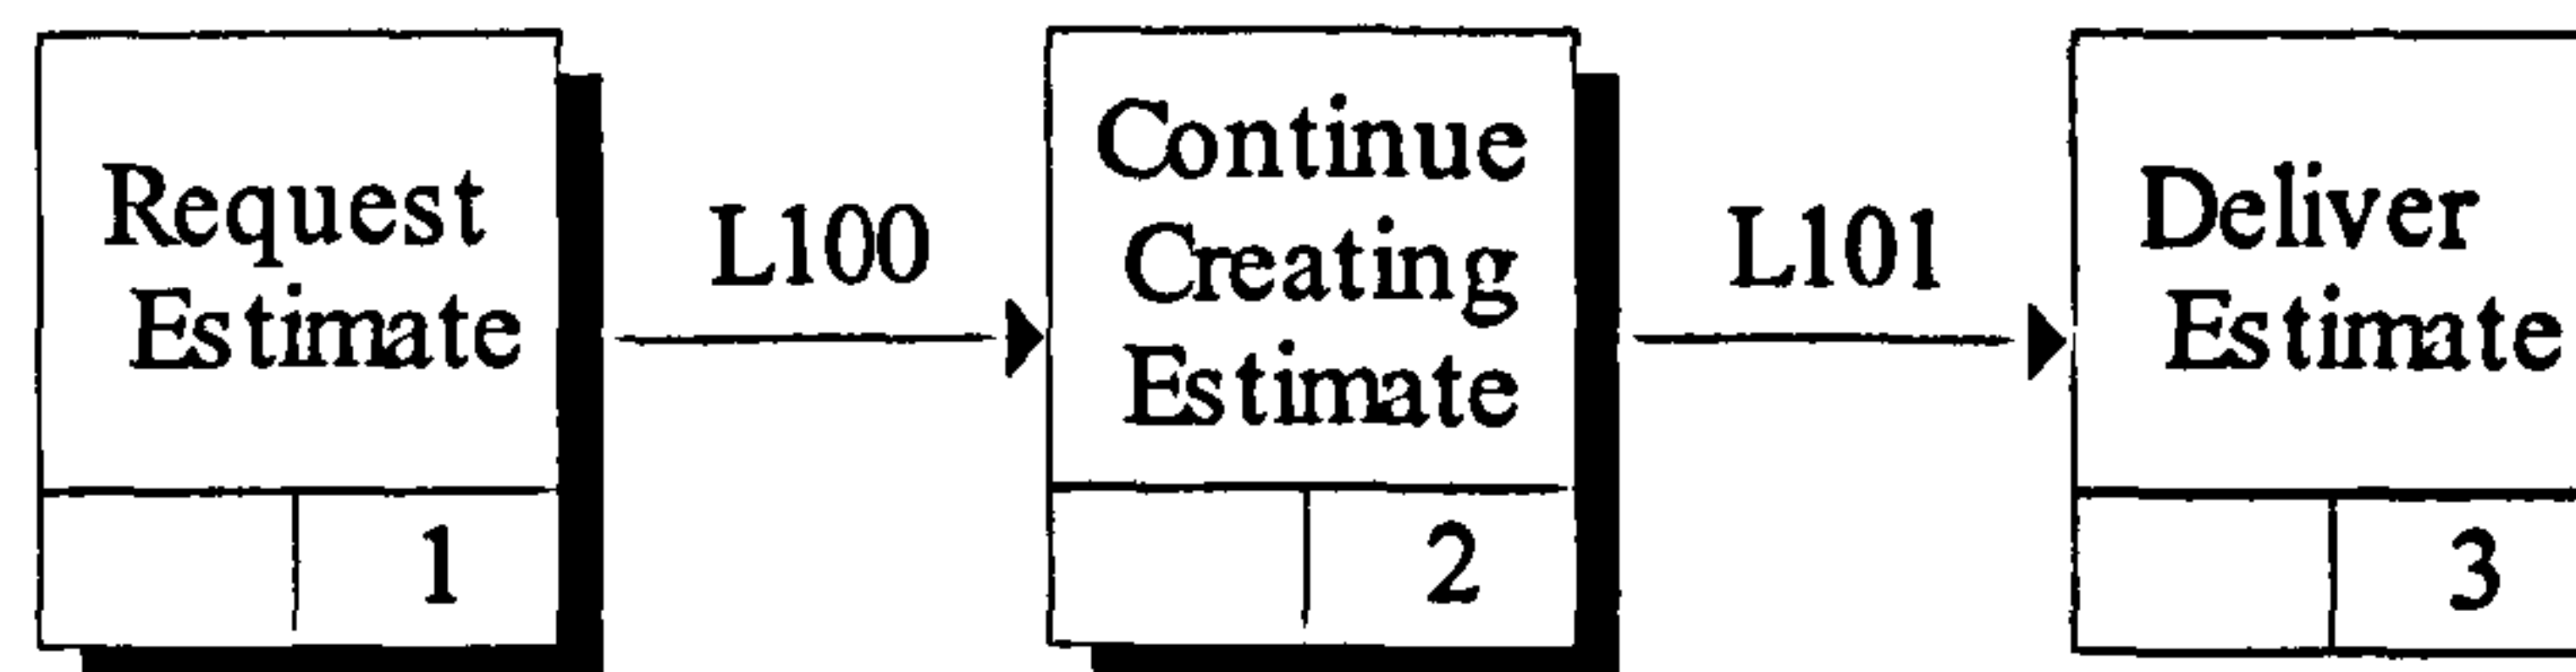 Request
Estimate
1
L100
Continue
Creating
Estimate
2
L101
Deliver
Estimate
3